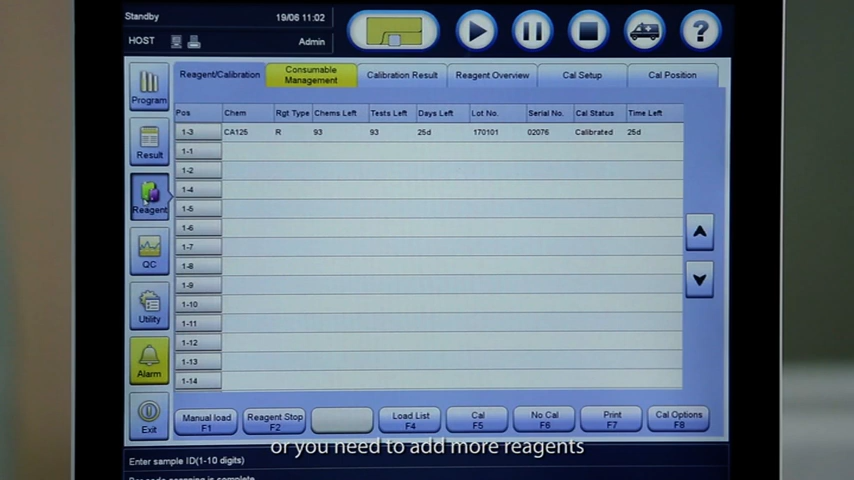 Standby 19/06 11:02
HOST Admin
?
Reagent/Calibration Consumable Management Calibration Result Reagent Overview Cal Setup Cal Position
Program
Result
Reagent
QC
Utility
Alarm
Exit
Pos Chem Rgt Type Chems Left Tests Left Days Left Lot No. Serial No. Cal Status Time Left
1-3 CA125 R 93 93 25d 170101 02076 Calibrated 25d
1-1
1-2
1-4
1-5
1-6
1-7
1-8
1-9
1-10
1-11
1-12
1-13
1-14
Manual load F1 Reagent Stop F2 Load List F4 Cal F5 No Cal F6 Print F7 Cal Options F8
or you need to add more reagents
Enter sample ID(1-10 digits)
Bar code scanning is complete